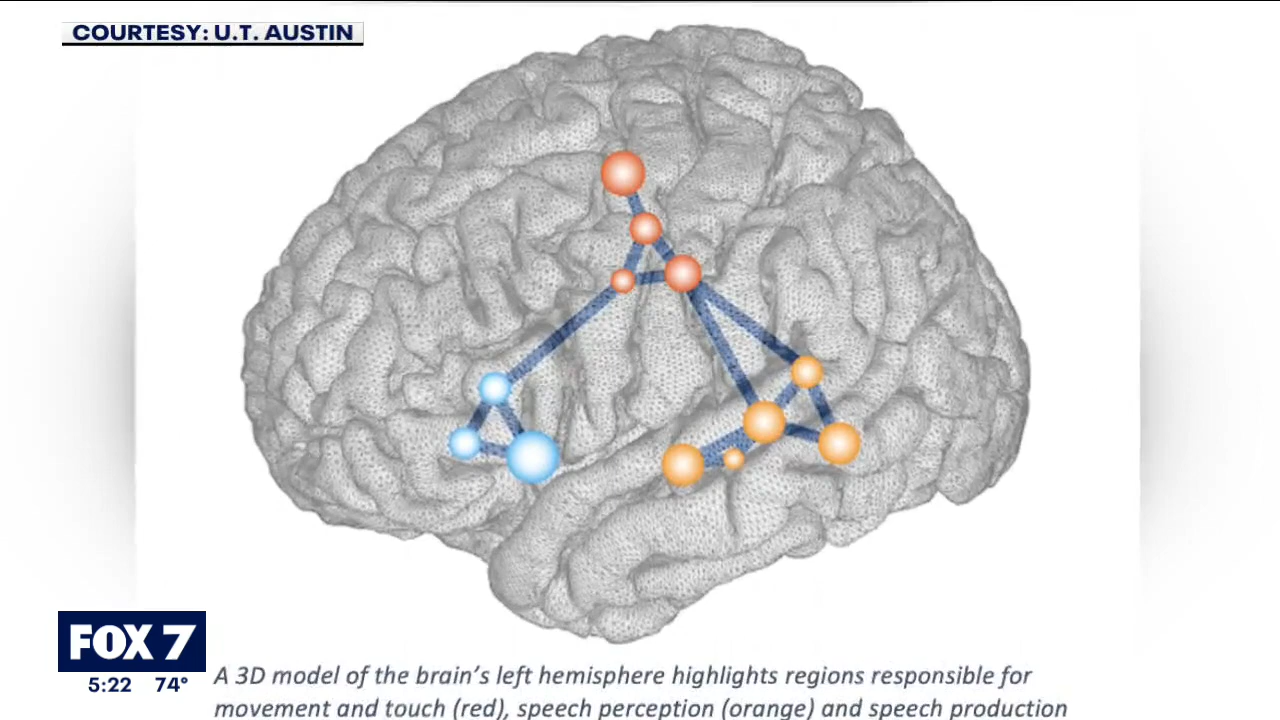 COURTESY: U.T. AUSTIN
FOX 7
5:22 74°
A 3D model of the brain's left hemisphere highlights regions responsible for
movement and touch (red), speech perception (orange) and speech production